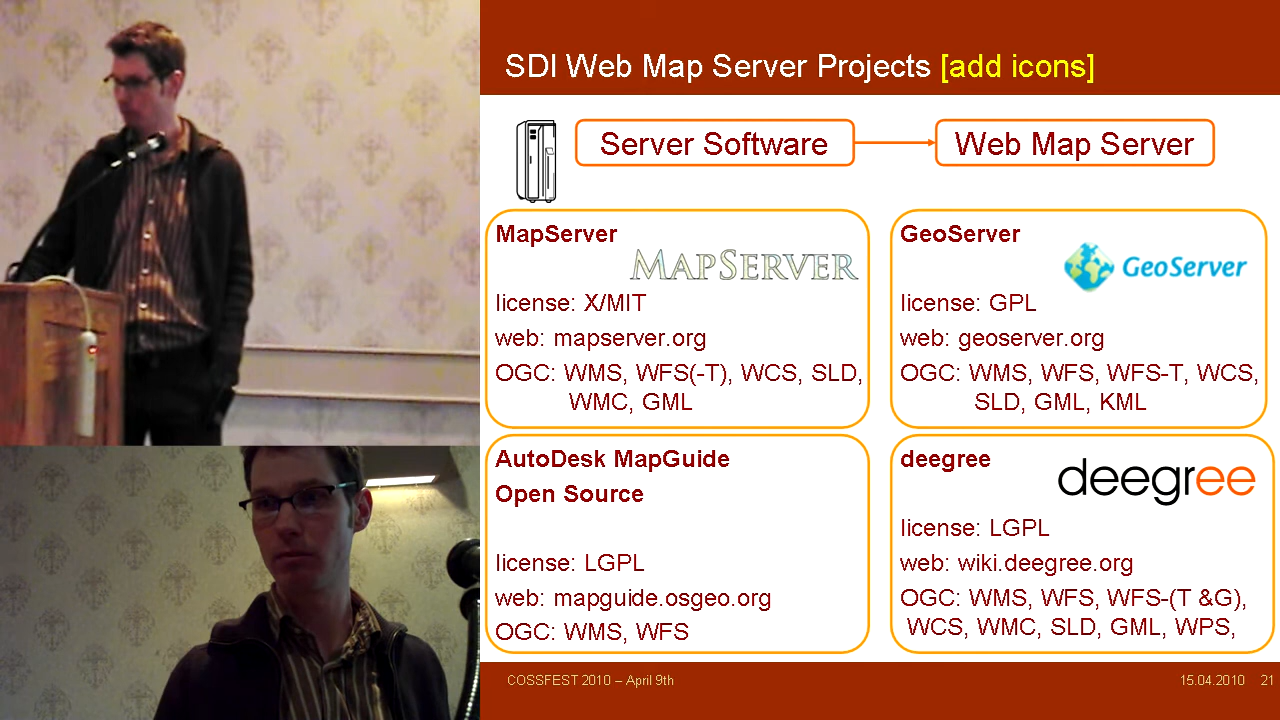 SDI Web Map Server Projects [add icons]
Server Software
Web Map Server
MapServer
MAPSERVER
license: X/MIT
web: mapserver.org
OGC: WMS, WFS(-T), WCS, SLD,
WMC, GML
GeoServer
GeoServer
license: GPL
web: geoserver.org
OGC: WMS, WFS, WFS-T, WCS,
SLD, GML, KML
AutoDesk MapGuide
Open Source
license: LGPL
web: mapguide.osgeo.org
OGC: WMS, WFS
deegree
deegree
license: LGPL
web: wiki.deegree.org
OGC: WMS, WFS, WFS-(T &G),
WCS, WMC, SLD, GML, WPS,
COSSFEST 2010 – April 9th
15.04.2010 21